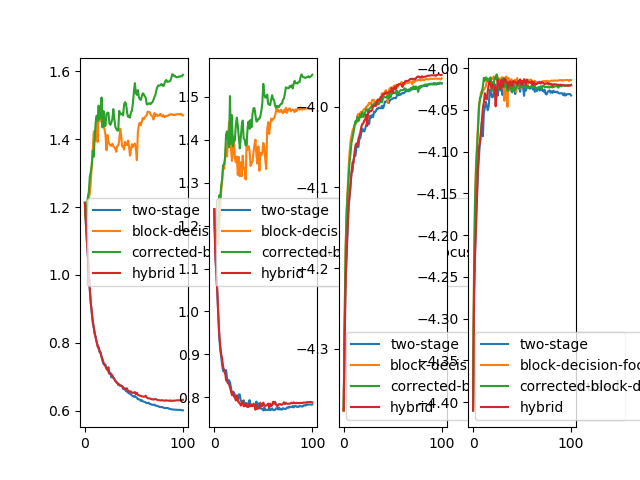 1.6
1.4
1.2
1.0
0.8
0.6
0
100
two-stage
block-decis
corrected-b
hybrid
1.5
1.4
1.3
1.2
1.1
1.0
0.9
0.8
0
100
two-stage
block-decis
corrected-b
hybrid
−4.0
−4.1
−4.2
−4.3
0
100
two-stage
block-decis
corrected-b
hybrid
−4.00
−4.05
−4.10
−4.15
−4.20
−4.25
−4.30
−4.35
−4.40
0
100
two-stage
block-decision-foc
corrected-block-d
hybrid